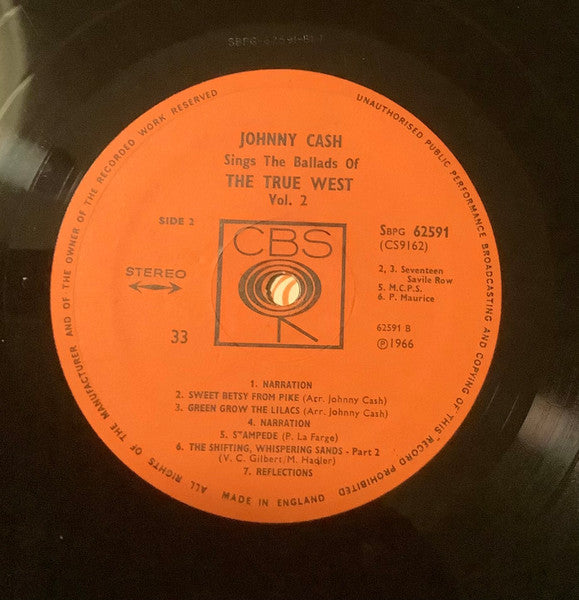 SBPG-62591-B1
ALL RIGHTS OF THE MANUFACTURER AND OF THE OWNER OF THE RECORDED WORK RESERVED
UNAUTHORISED PUBLIC PERFORMANCE BROADCASTING AND COPYING OF THIS RECORD PROHIBITED
JOHNNY CASH
Sings The Ballads Of
THE TRUE WEST
Vol. 2
SIDE 2
CBS
SBPG 62591
(CS9162)
STEREO
2, 3. Seventeen
Savile Row
5. M.C.P.S.
6. P. Maurice
33
62591 B
℗ 1966
1. NARRATION
2. SWEET BETSY FROM PIKE (Arr. Johnny Cash)
3. GREEN GROW THE LILACS (Arr. Johnny Cash)
4. NARRATION
5. STAMPEDE (P. La Farge)
6. THE SHIFTING, WHISPERING SANDS - Part 2
(V. C. Gilbert/M. Hadler)
7. REFLECTIONS
MADE IN ENGLAND